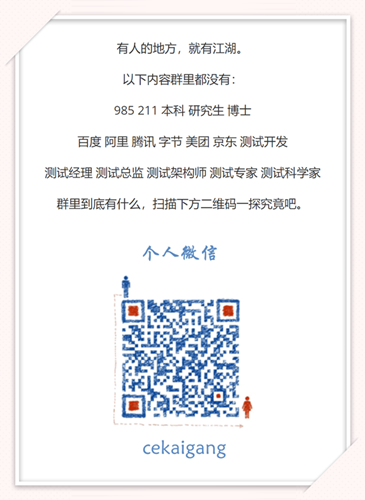 有人的地方，就有江湖。
以下内容群里都没有：
985 211 本科 研究生 博士
百度 阿里 腾讯 字节 美团 京东 测试开发
测试经理 测试总监 测试架构师 测试专家 测试科学家
群里到底有什么，扫描下方二维码一探究竟吧。
个人微信
cekaigang